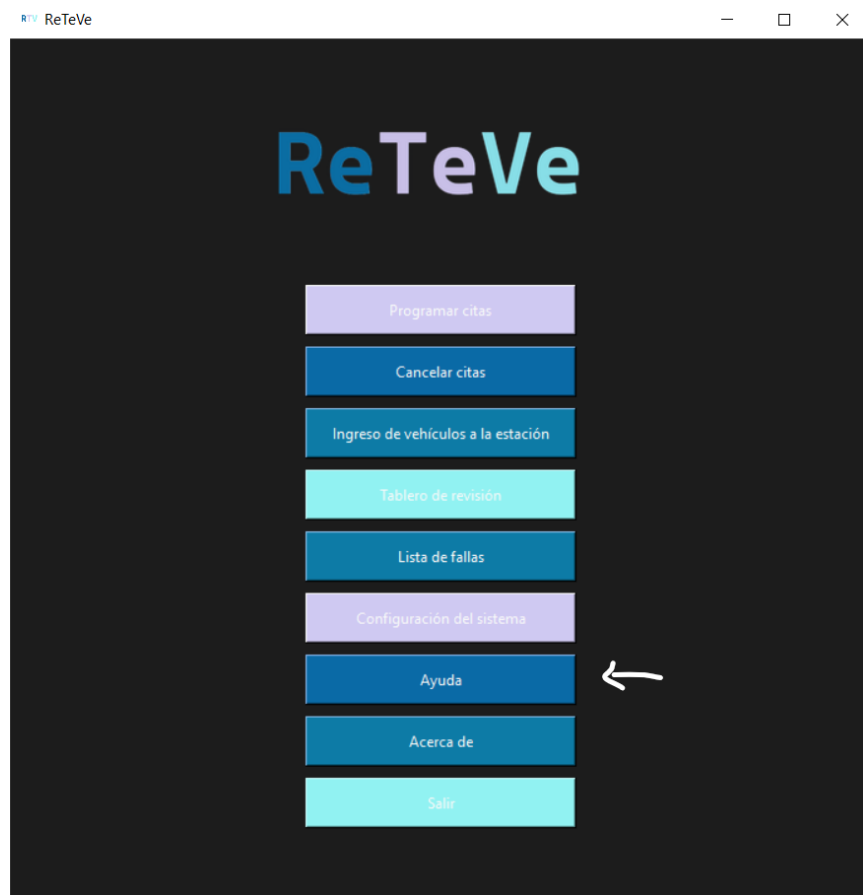 RTV ReTeVe
ReTeVe
Programar citas
Cancelar citas
Ingreso de vehículos a la estación
Tablero de revisión
Lista de fallas
Configuración del sistema
Ayuda
Acerca de
Salir